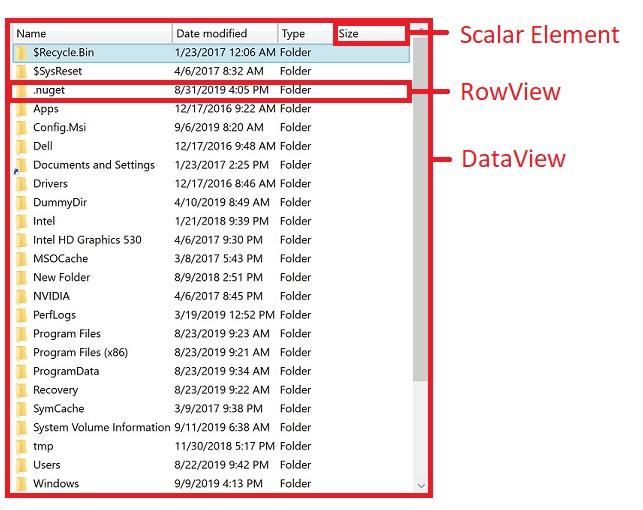 Name Date modified Type Size Scalar Element
$Recycle.Bin 1/23/2017 12:06 AM Folder
$SysReset 4/6/2017 8:32 AM Folder
.nuget 8/31/2019 4:05 PM Folder RowView
Apps 12/17/2016 9:22 AM Folder
Config.Msi 9/6/2019 8:20 AM Folder
Dell 12/17/2016 9:48 AM Folder
Documents and Settings 1/23/2017 2:25 PM Folder DataView
Drivers 12/17/2016 8:46 AM Folder
DummyDir 4/10/2019 8:49 AM Folder
Intel 1/21/2018 9:39 PM Folder
Intel HD Graphics 530 4/6/2017 9:30 PM Folder
MSOCache 3/8/2017 5:43 PM Folder
New Folder 8/9/2018 2:51 PM Folder
NVIDIA 4/6/2017 8:45 PM Folder
PerfLogs 3/19/2019 12:52 PM Folder
Program Files 8/23/2019 9:23 AM Folder
Program Files (x86) 8/23/2019 9:21 AM Folder
ProgramData 8/23/2019 9:34 AM Folder
Recovery 8/23/2019 9:22 AM Folder
SymCache 3/9/2017 9:38 PM Folder
System Volume Information 9/11/2019 6:38 AM Folder
tmp 11/30/2018 5:17 PM Folder
Users 8/22/2019 9:42 PM Folder
Windows 9/9/2019 4:13 PM Folder